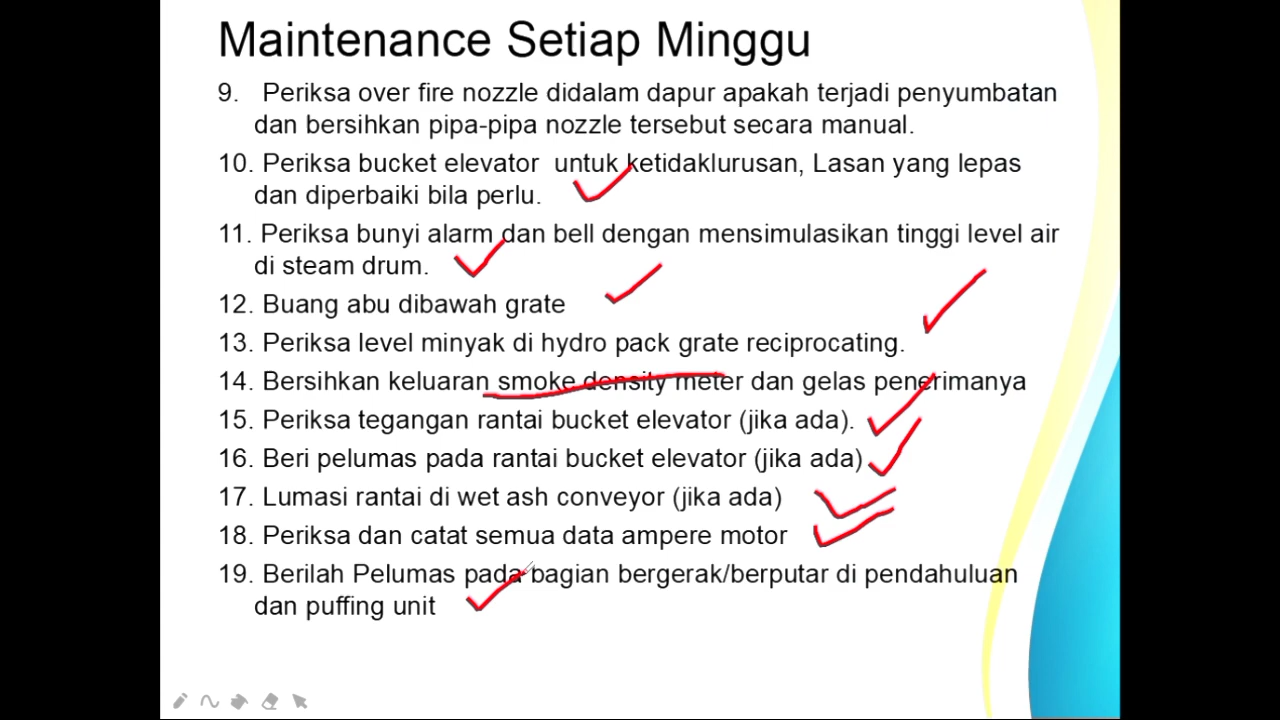 Maintenance Setiap Minggu
9. Periksa over fire nozzle didalam dapur apakah terjadi penyumbatan
dan bersihkan pipa-pipa nozzle tersebut secara manual.
10. Periksa bucket elevator untuk ketidaklurusan, Lasan yang lepas
dan diperbaiki bila perlu.
11. Periksa bunyi alarm dan bell dengan mensimulasikan tinggi level air
di steam drum.
12. Buang abu dibawah grate
13. Periksa level minyak di hydro pack grate reciprocating.
14. Bersihkan keluaran smoke density meter dan gelas penerimanya
15. Periksa tegangan rantai bucket elevator (jika ada).
16. Beri pelumas pada rantai bucket elevator (jika ada)
17. Lumasi rantai di wet ash conveyor (jika ada)
18. Periksa dan catat semua data ampere motor
19. Berilah Pelumas pada bagian bergerak/berputar di pendahuluan
dan puffing unit